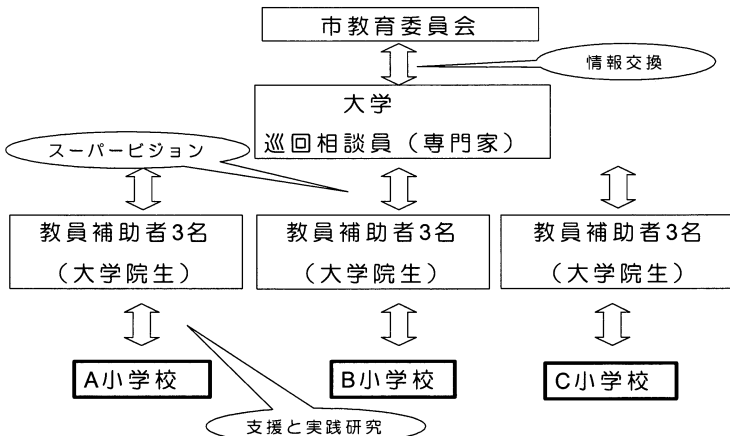 市教育委員会
情報交換
大学
巡回相談員（専門家）
スーパービジョン
教員補助者3名
（大学院生）
教員補助者3名
（大学院生）
教員補助者3名
（大学院生）
A小学校
B小学校
C小学校
支援と実践研究